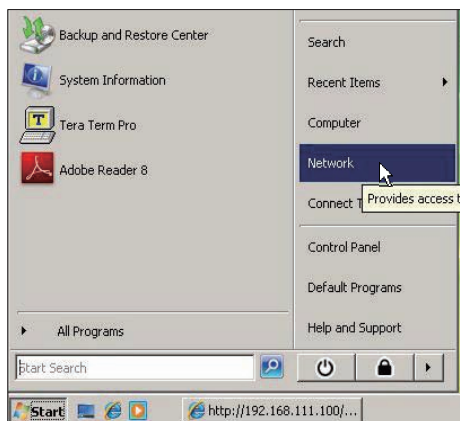 Backup and Restore Center
System Information
Tera Term Pro
Adobe Reader 8
All Programs
Start Search
Search
Recent Items
Computer
Network
Connect T
Provides access t
Control Panel
Default Programs
Help and Support
Start
http://192.168.111.100/...